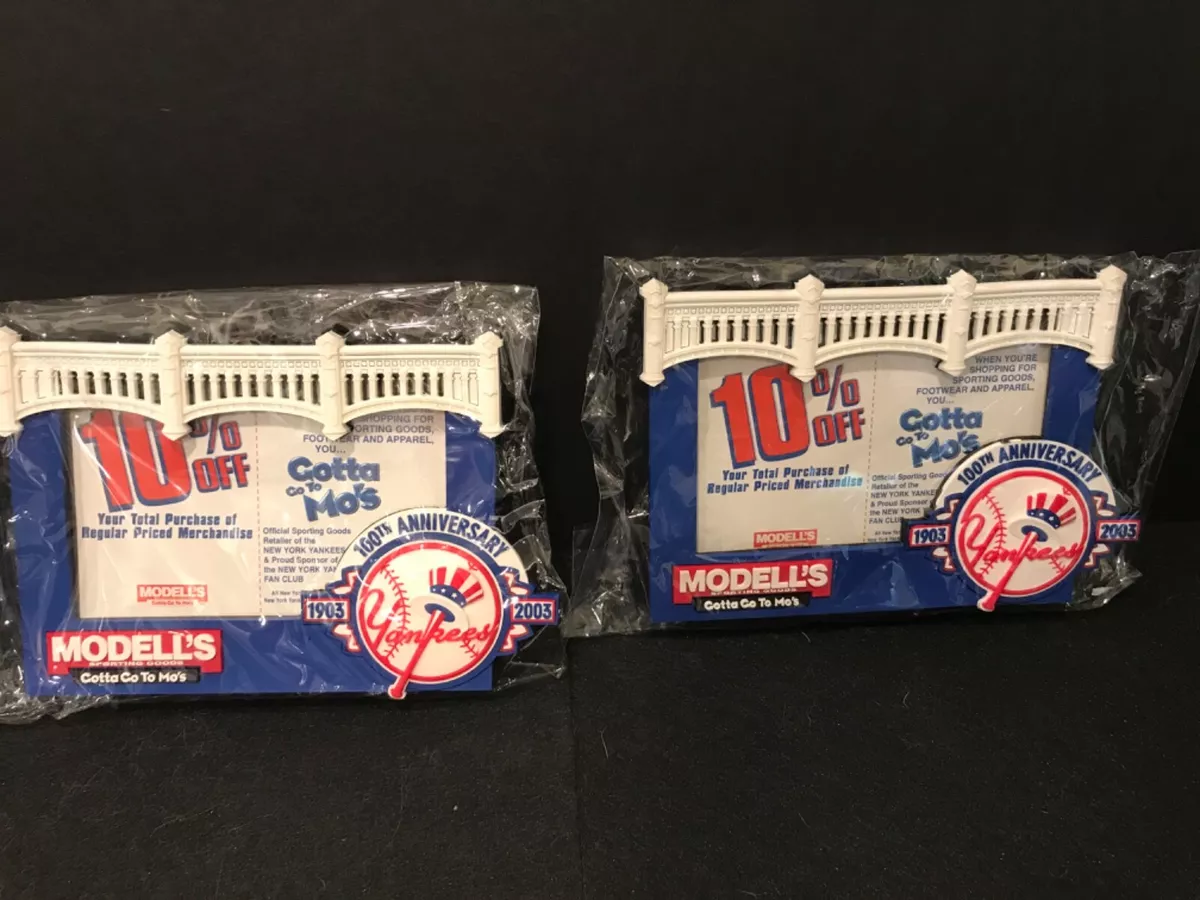 10%
OFF
Your Total Purchase of
Regular Priced Merchandise
MODELL'S
SHOPPING FOR
SPORTING GOODS,
FOOTWEAR AND APPAREL,
YOU...
Gotta
Go To
Mo's
Official Sporting Goods
Retailer of the
NEW YORK YANKEES
& Proud Sponsor of
the NEW YORK YAN
FAN CLUB
MODELL'S
SPORTING GOODS
Gotta Go To Mo's
100TH ANNIVERSARY
1903
Yankees
2003
10%
OFF
Your Total Purchase of
Regular Priced Merchandise
MODELL'S
WHEN YOU'RE
SHOPPING FOR
SPORTING GOODS,
FOOTWEAR AND APPAREL,
YOU...
Gotta
Go To
Mo's
Official Sporting Goods
Retailer of the
NEW YORK YANKEE
& Proud Sponsor
the NEW YORK
FAN CLUB
MODELL'S
SPORTING GOODS
Gotta Go To Mo's
100TH ANNIVERSARY
1903
Yankees
2003